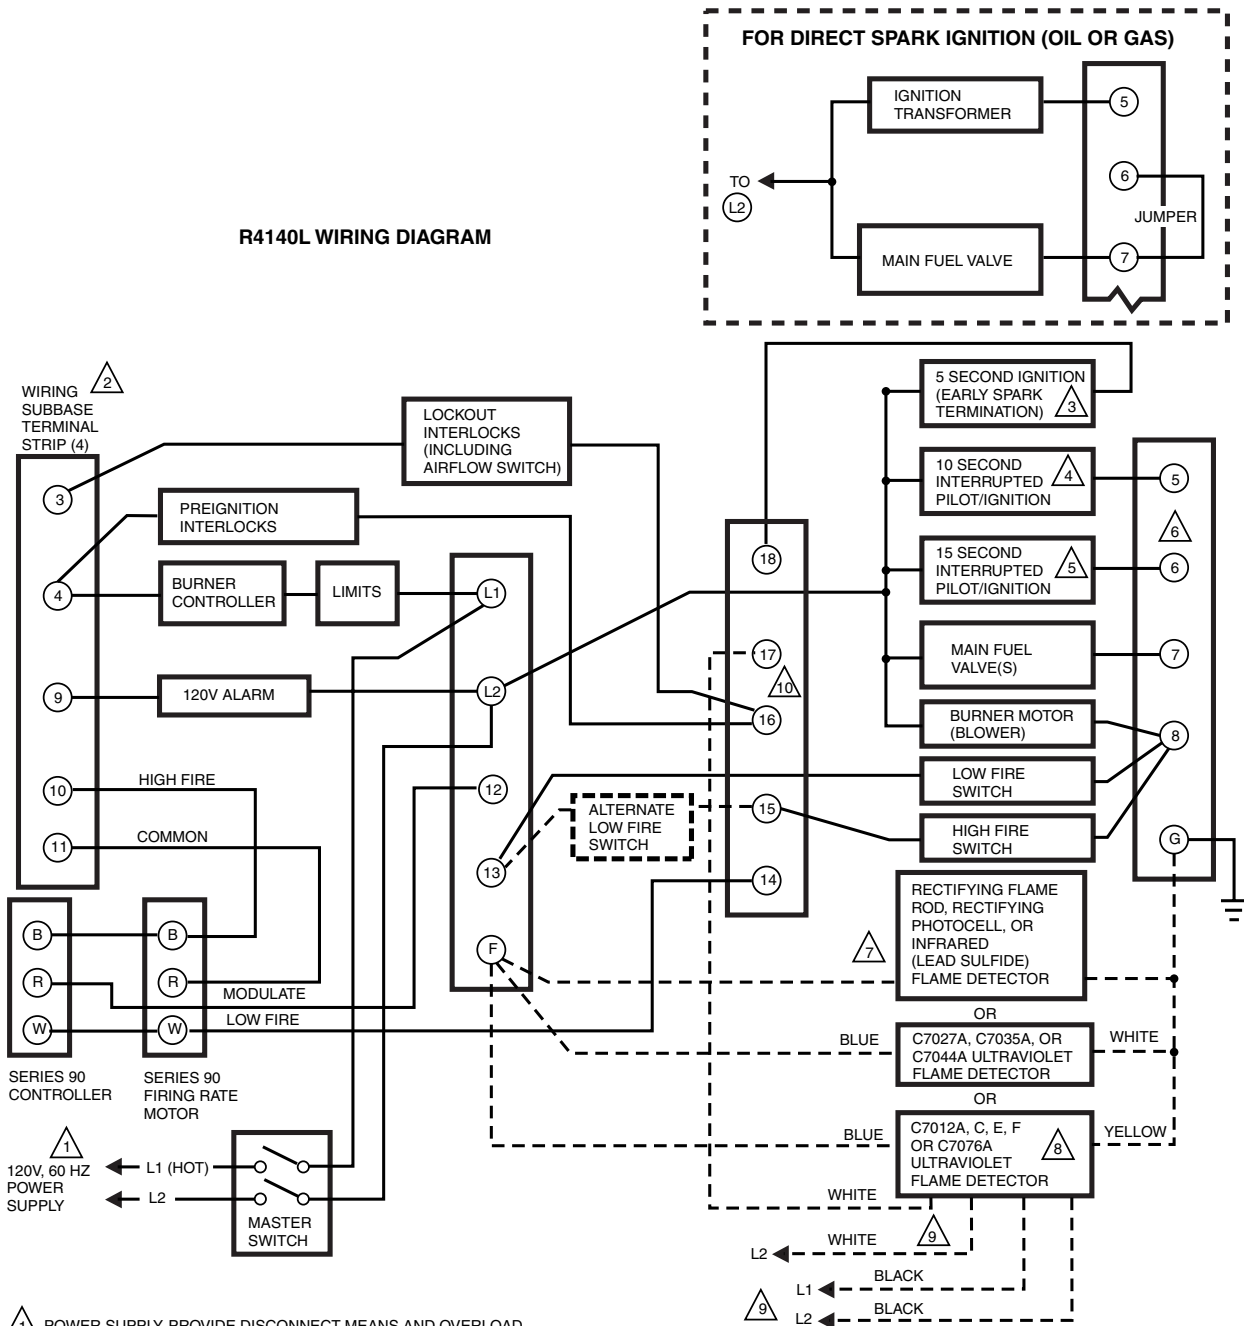 FOR DIRECT SPARK IGNITION (OIL OR GAS)
IGNITION
TRANSFORMER
5
6
TO
L2
JUMPER
MAIN FUEL VALVE
7
R4140L WIRING DIAGRAM
2
WIRING
SUBBASE
TERMINAL
STRIP (4)
3
4
9
10
11
LOCKOUT
INTERLOCKS
(INCLUDING
AIRFLOW SWITCH)
PREIGNITION
INTERLOCKS
BURNER
CONTROLLER
LIMITS
120V ALARM
HIGH FIRE
COMMON
L1
L2
12
13
F
ALTERNATE
LOW FIRE
SWITCH
18
17
10
16
15
14
5 SECOND IGNITION
(EARLY SPARK
TERMINATION)
3
10 SECOND
INTERRUPTED
PILOT/IGNITION
4
15 SECOND
INTERRUPTED
PILOT/IGNITION
5
MAIN FUEL
VALVE(S)
BURNER MOTOR
(BLOWER)
LOW FIRE
SWITCH
HIGH FIRE
SWITCH
5
6
6
7
8
G
B
R
W
B
R
W
MODULATE
LOW FIRE
SERIES 90
CONTROLLER
SERIES 90
FIRING RATE
MOTOR
7
RECTIFYING FLAME
ROD, RECTIFYING
PHOTOCELL, OR
INFRARED
(LEAD SULFIDE)
FLAME DETECTOR
OR
BLUE
C7027A, C7035A, OR
C7044A ULTRAVIOLET
FLAME DETECTOR
WHITE
OR
BLUE
C7012A, C, E, F
OR C7076A
ULTRAVIOLET
FLAME DETECTOR
8
YELLOW
1
120V, 60 HZ
POWER
SUPPLY
L1 (HOT)
L2
MASTER
SWITCH
WHITE
9
L2
WHITE
L1
BLACK
9
L2
BLACK
1 POWER SUPPLY. PROVIDE DISCONNECT MEANS AND OVERLOAD